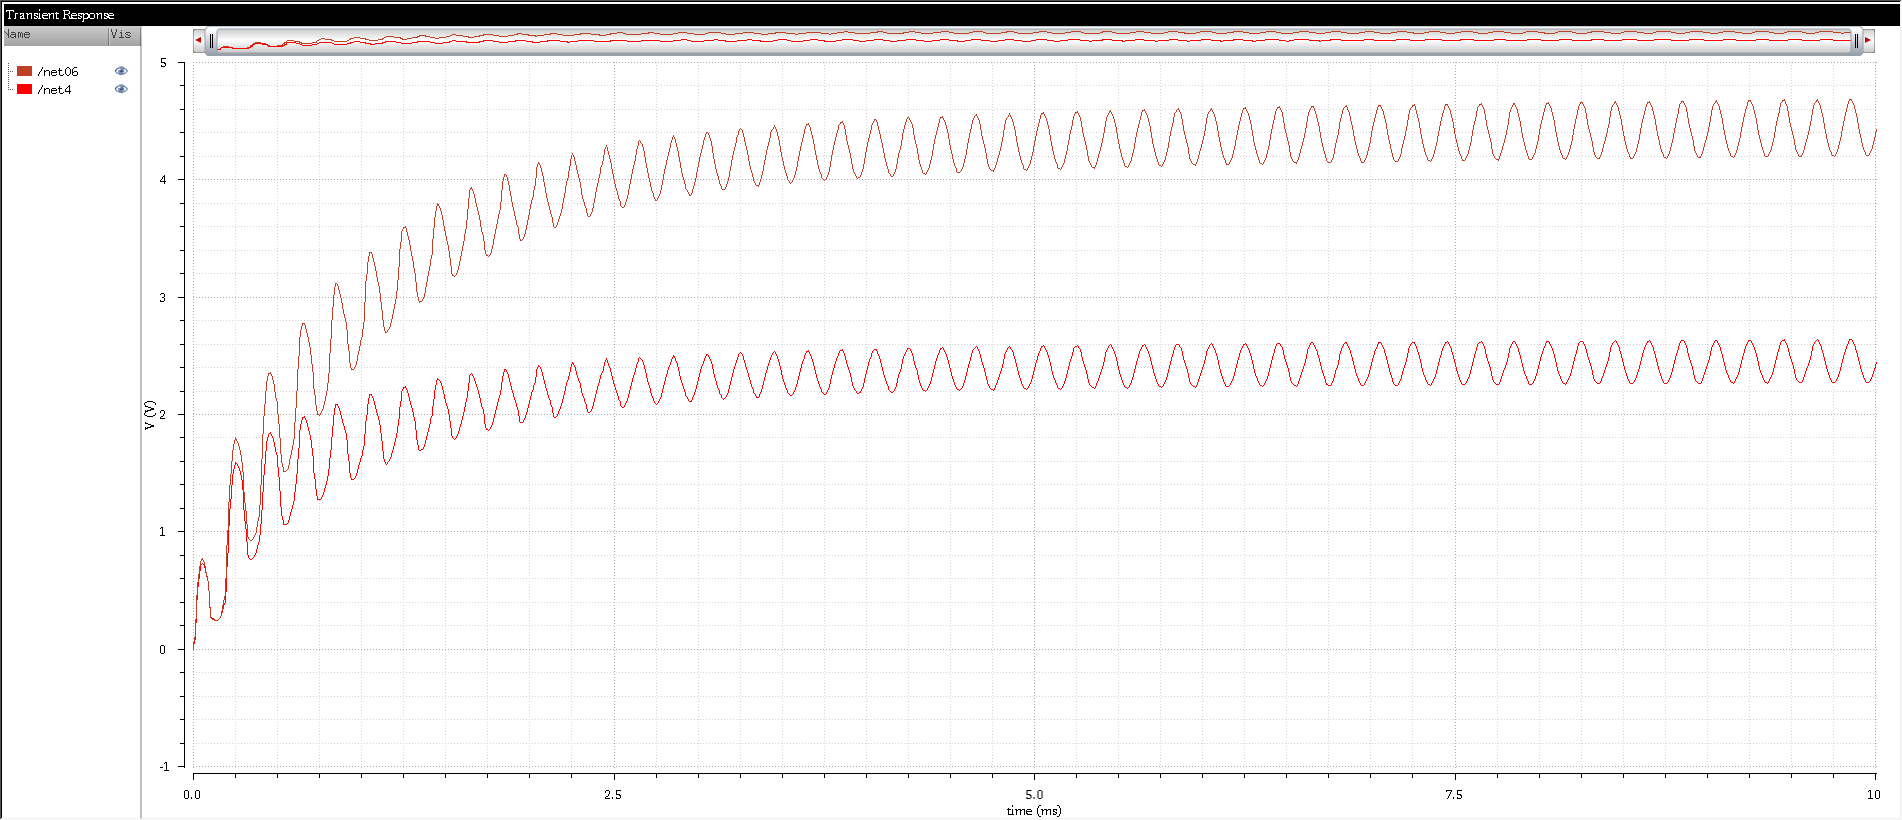 Transient Response
Name Vis
/net06
/net4
5
4
3
2
1
0
-1
V (V)
0.0 2.5 5.0 7.5 10
time (ms)